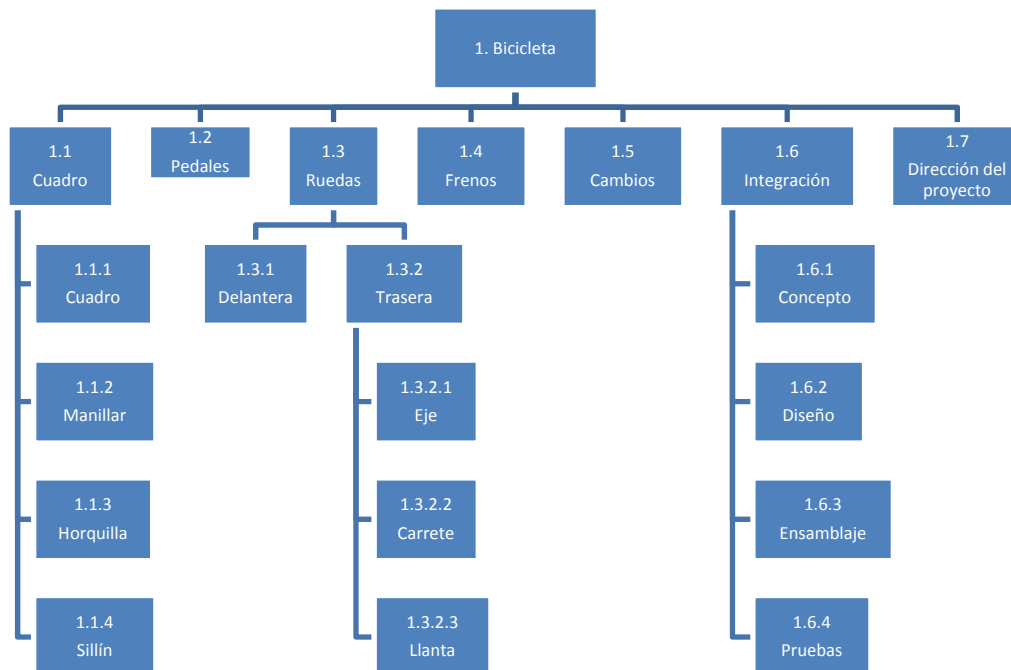 1. Bicicleta
1.1
Cuadro
1.2
Pedales
1.3
Ruedas
1.4
Frenos
1.5
Cambios
1.6
Integración
1.7
Dirección del
proyecto
1.1.1
Cuadro
1.1.2
Manillar
1.1.3
Horquilla
1.1.4
Sillín
1.3.1
Delantera
1.3.2
Trasera
1.3.2.1
Eje
1.3.2.2
Carrete
1.3.2.3
Llanta
1.6.1
Concepto
1.6.2
Diseño
1.6.3
Ensamblaje
1.6.4
Pruebas